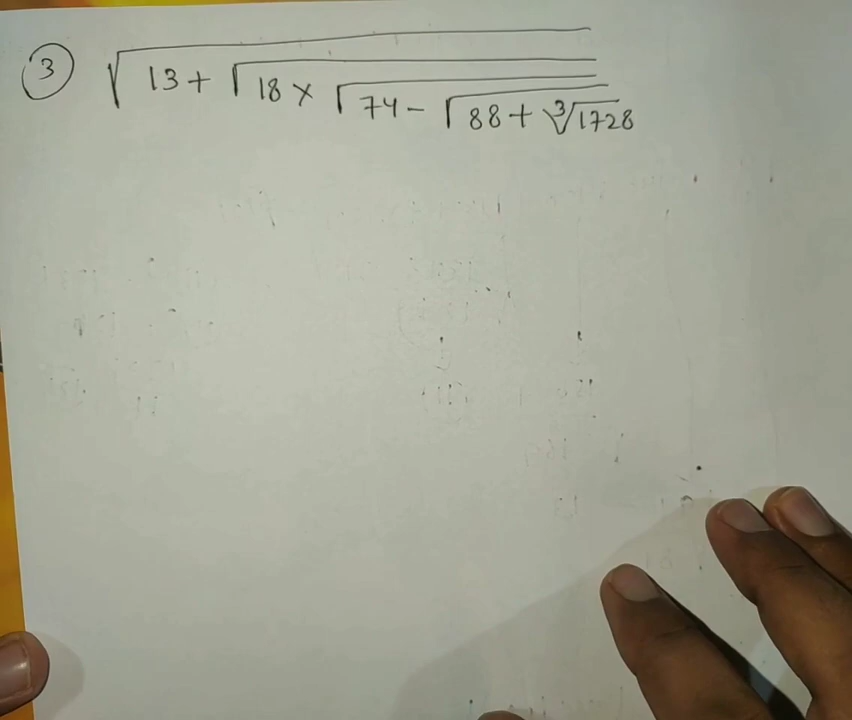 ③ √(13 + √(18 × √(74 - √(88 + ∛1728))))